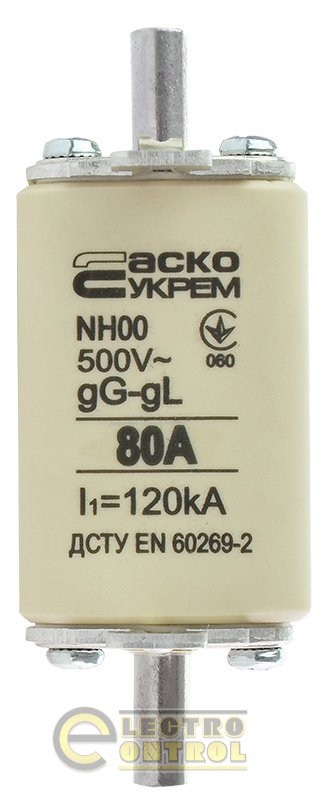 аско
УКРЕМ
NH00
500V~
060
gG-gL
80A
I₁=120kA
ДСТУ EN 60269-2
ELECTRO
CONTROL